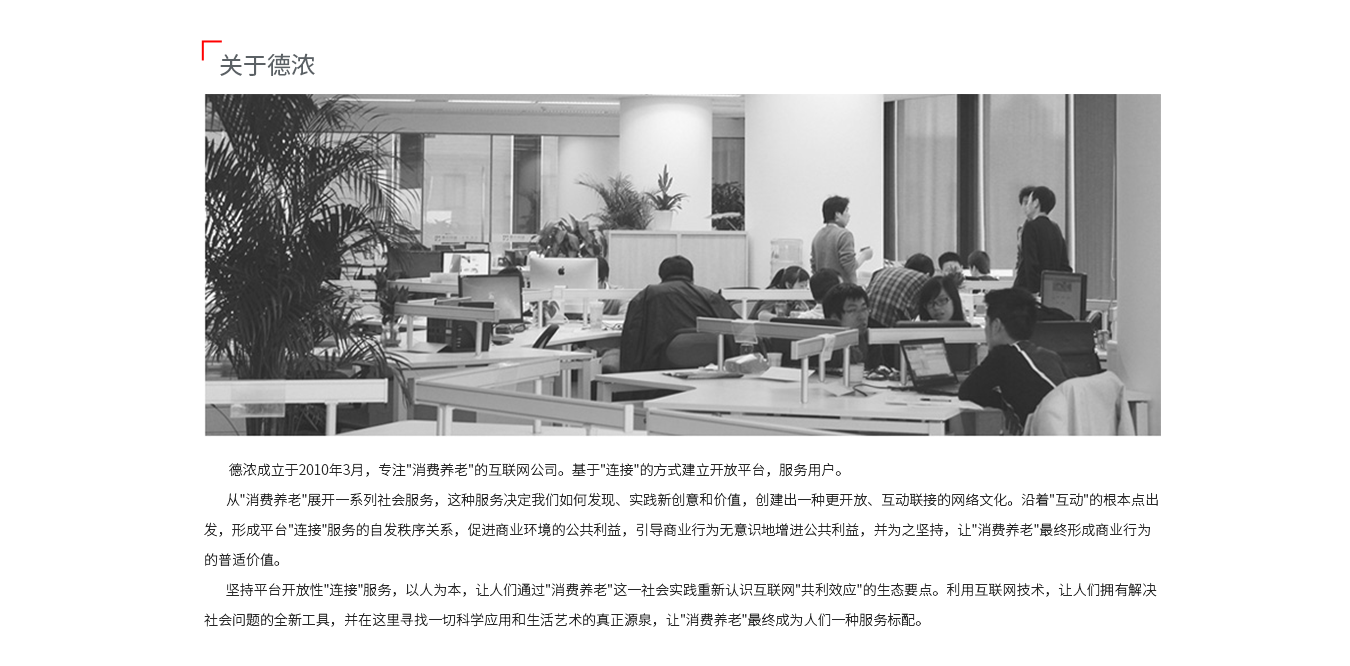 关于德浓
德浓成立于2010年3月，专注"消费养老"的互联网公司。基于"连接"的方式建立开放平台，服务用户。
从"消费养老"展开一系列社会服务，这种服务决定我们如何发现、实践新创意和价值，创建出一种更开放、互动联接的网络文化。沿着"互动"的根本点出
发，形成平台"连接"服务的自发秩序关系，促进商业环境的公共利益，引导商业行为无意识地增进公共利益，并为之坚持，让"消费养老"最终形成商业行为
的普适价值。
坚持平台开放性"连接"服务，以人为本，让人们通过"消费养老"这一社会实践重新认识互联网"共利效应"的生态要点。利用互联网技术，让人们拥有解决
社会问题的全新工具，并在这里寻找一切科学应用和生活艺术的真正源泉，让"消费养老"最终成为人们一种服务标配。